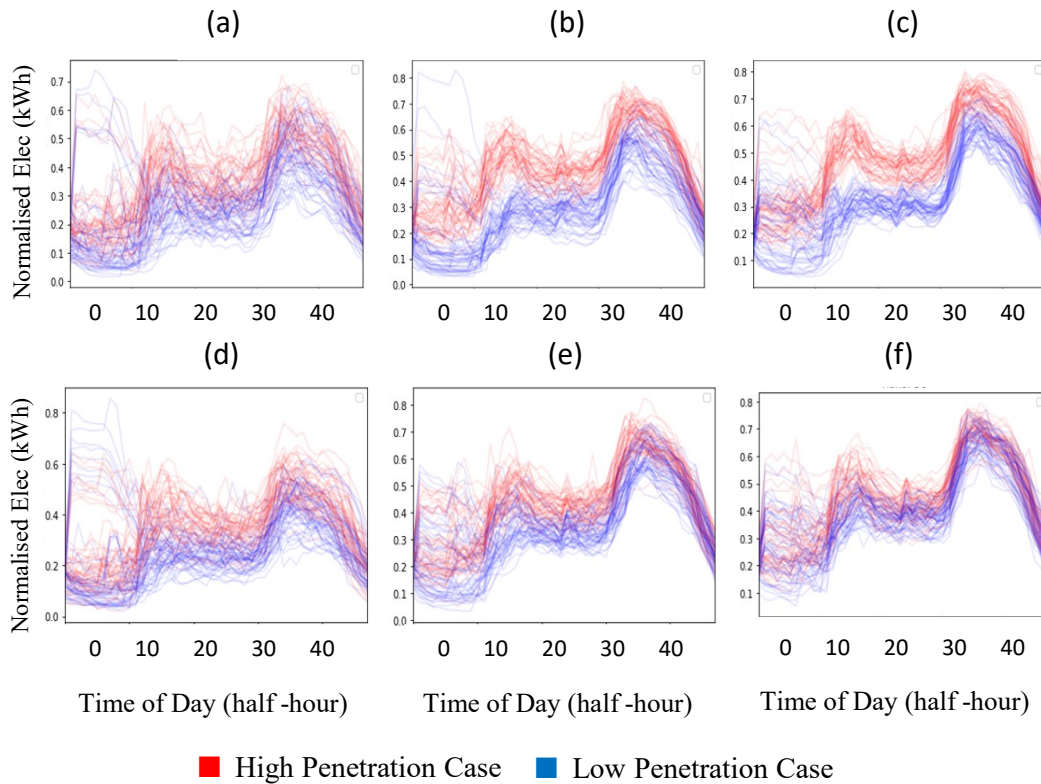 (a) (b) (c)
Normalised Elec (kWh)
0.7 0.6 0.5 0.4 0.3 0.2 0.1 0.0
0.8 0.7 0.6 0.5 0.4 0.3 0.2 0.1 0.0
0.8 0.7 0.6 0.5 0.4 0.3 0.2 0.1
0 10 20 30 40 0 10 20 30 40 0 10 20 30 40
(d) (e) (f)
Normalised Elec (kWh)
0.8 0.6 0.4 0.2 0.0
0.8 0.7 0.6 0.5 0.4 0.3 0.2 0.1 0.0
0.8 0.7 0.6 0.5 0.4 0.3 0.2 0.1
0 10 20 30 40 0 10 20 30 40 0 10 20 30 40
Time of Day (half -hour) Time of Day (half -hour) Time of Day (half -hour)
High Penetration Case Low Penetration Case